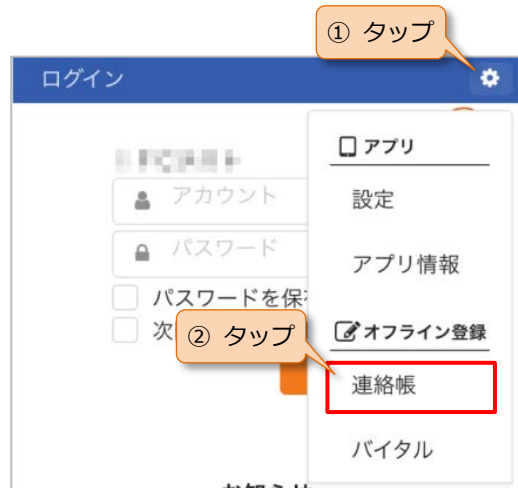 ① タップ
ログイン
アプリ
アカウント
設定
パスワード
アプリ情報
パスワードを保
次
② タップ
オフライン登録
連絡帳
バイタル